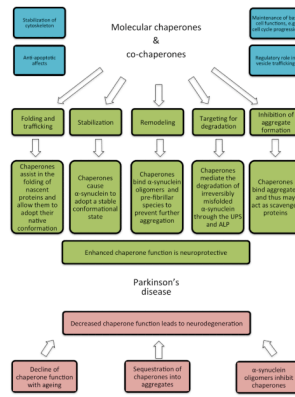 Stabilization of
cytoskeleton
Anti-apoptotic
affects
Molecular chaperones
&
co-chaperones
Maintenance of
cell functions, e.g.
cell cycle progress
Regulatory role in
vesicle trafficking
Folding and
trafficking
Stabilization
Remodeling
Targeting for
degradation
Inhibition of
aggregate
formation
Chaperones
assist in the
folding of
nascent
proteins and
allow them to
adopt their
native
conformation
Chaperones
cause
α-synuclein to
adopt a stable
conformational
state
Chaperones
bind α-synuclein
oligomers and
pre-fibrillar
species to
prevent further
aggregation
Chaperones
mediate the
degradation of
irreversibly
misfolded
α-synuclein
through the UPS
and ALP
Chaperones
bind aggregate
and thus may
act as scavenge
proteins
Enhanced chaperone function is neuroprotective
Parkinson's
disease
Decreased chaperone function leads to neurodegeneration
Decline of
chaperone function
with ageing
Sequestration of
chaperones into
aggregates
α-synuclein
oligomers inhibit
chaperones